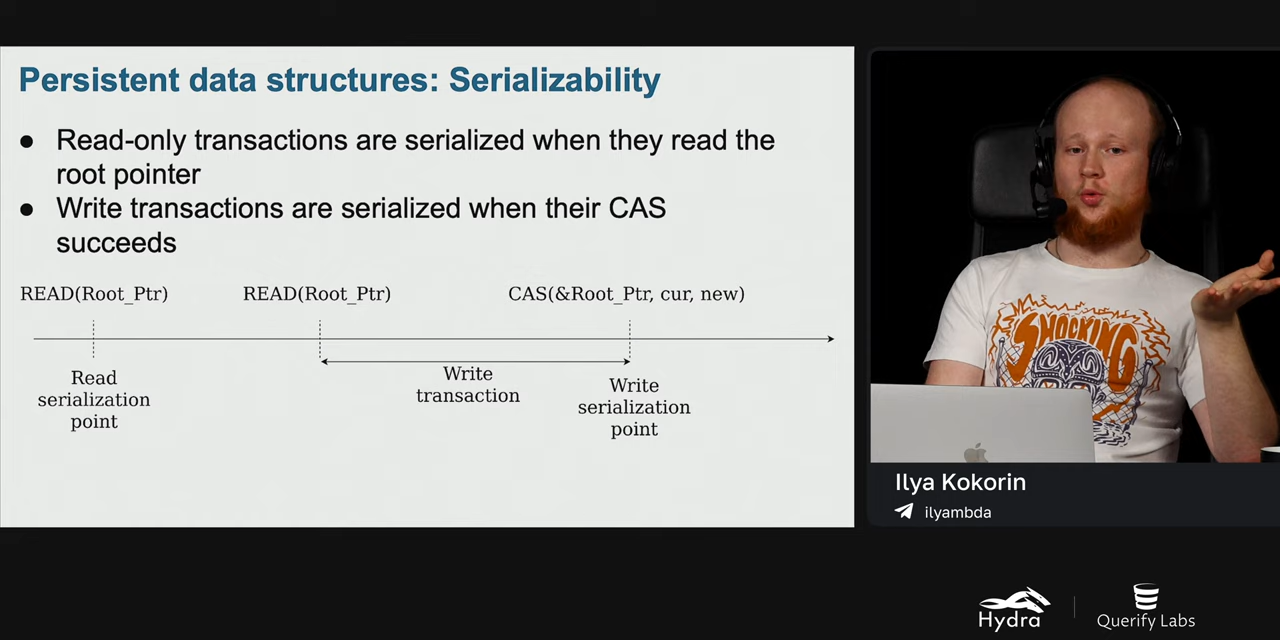 Persistent data structures: Serializability
● Read-only transactions are serialized when they read the
root pointer
● Write transactions are serialized when their CAS
succeeds
READ(Root_Ptr)
READ(Root_Ptr)
CAS(&Root_Ptr, cur, new)
Read
serialization
point
Write
transaction
Write
serialization
point
SHOCKING
Ilya Kokorin
ilyambda
Hydra
Querify Labs